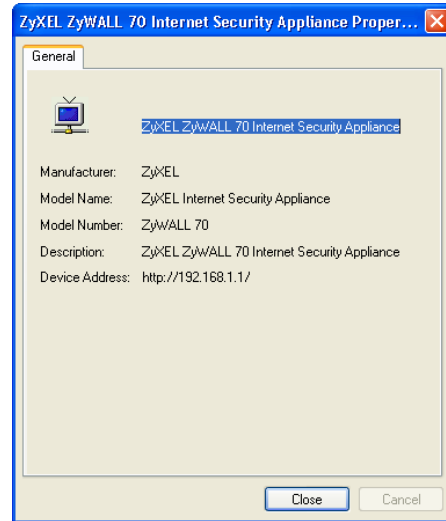 ZyXEL ZyWALL 70 Internet Security Appliance Proper...
General
ZyXEL ZyWALL 70 Internet Security Appliance
Manufacturer: ZyXEL
Model Name: ZyXEL Internet Security Appliance
Model Number: ZyWALL 70
Description: ZyXEL ZyWALL 70 Internet Security Appliance
Device Address: http://192.168.1.1/
Close Cancel